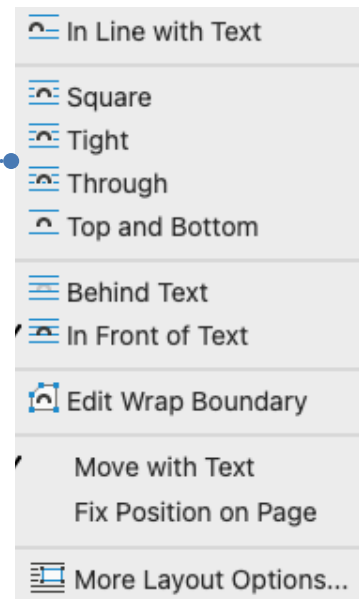 In Line with Text
Square
Tight
Through
Top and Bottom
Behind Text
In Front of Text
Edit Wrap Boundary
Move with Text
Fix Position on Page
More Layout Options...